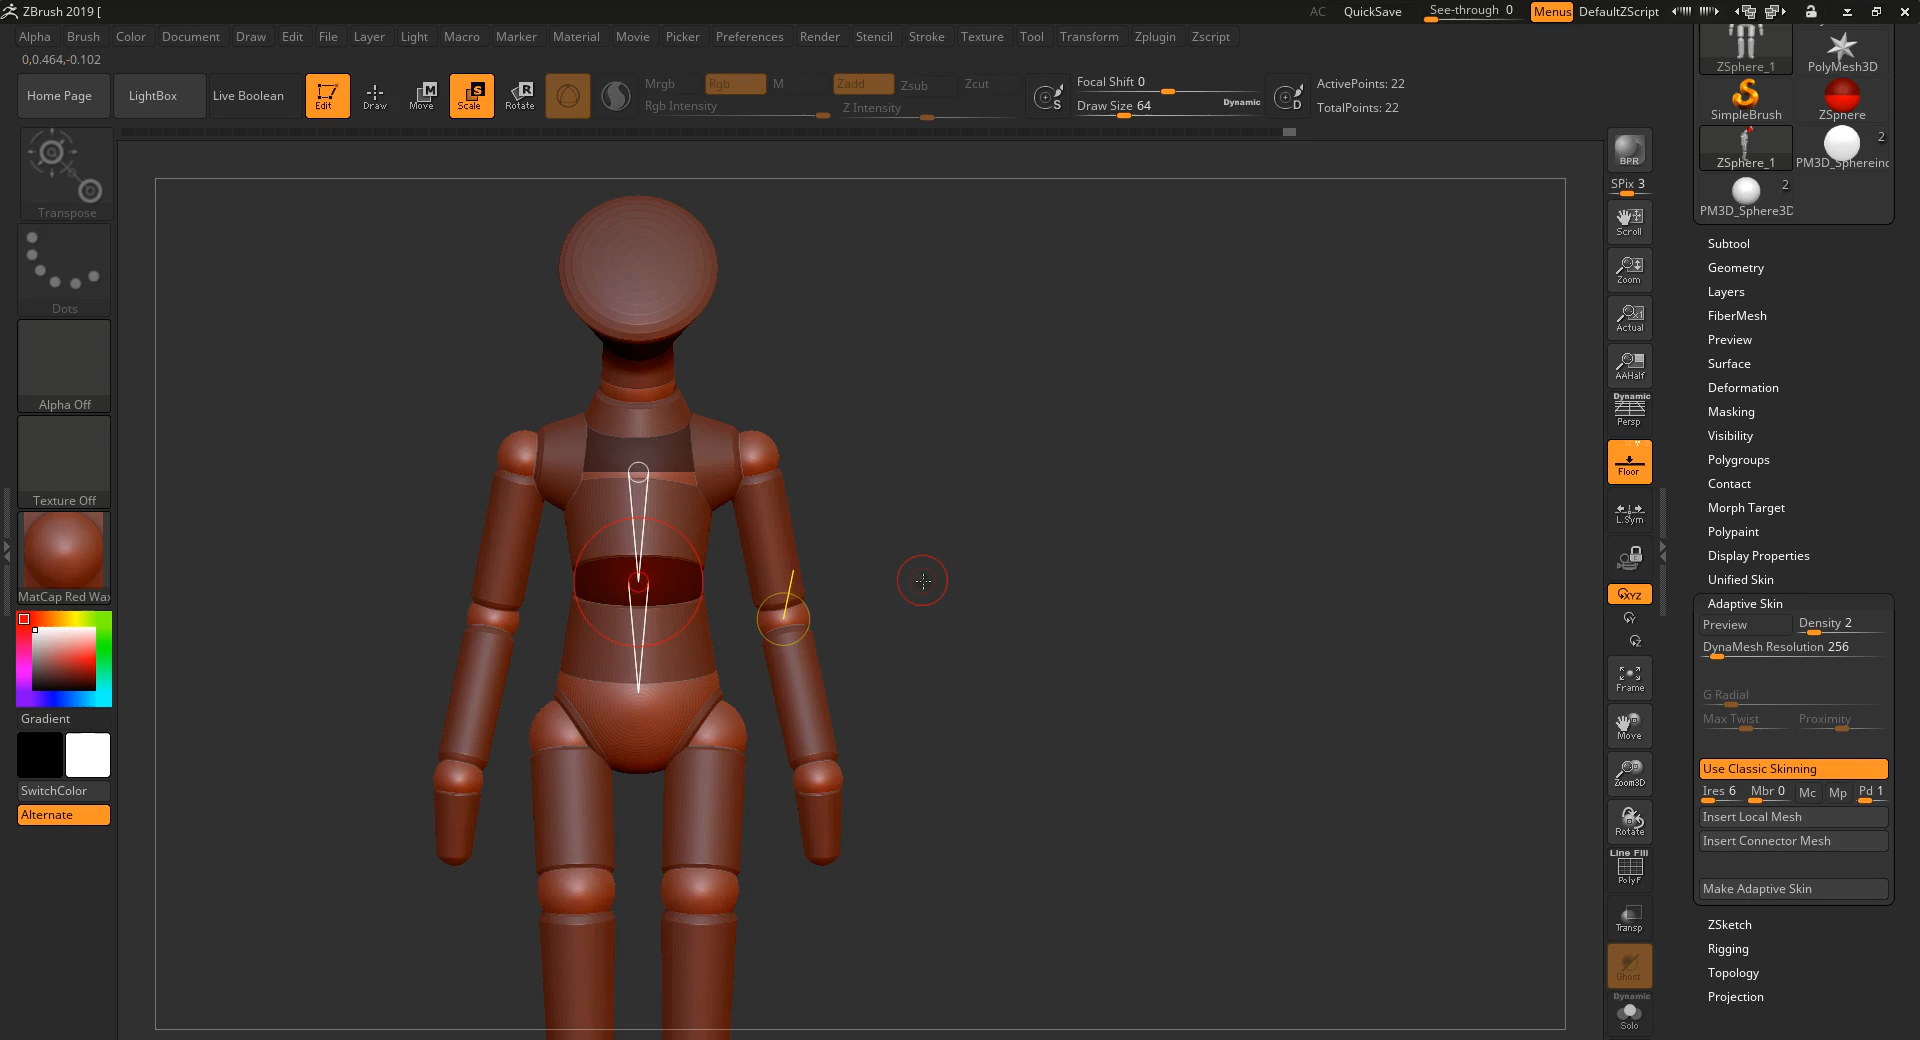 ZBrush 2019 [
AC QuickSave See-through 0 Menus DefaultZScript
Alpha Brush Color Document Draw Edit File Layer Light Macro Marker Material Movie Picker Preferences Render Stencil Stroke Texture Tool Transform Zplugin Zscript
0,0.464,-0.102
Home Page LightBox Live Boolean Edit Draw Move Scale Rotate
Mrgb Rgb M Zadd Zsub Zcut
Rgb Intensity Z Intensity
Focal Shift 0
Draw Size 64 Dynamic
ActivePoints: 22
TotalPoints: 22
Transpose
Dots
Alpha Off
Texture Off
MatCap Red Wax
Gradient
SwitchColor
Alternate
BPR
SPix 3
Scroll
Zoom
Actual
AAHalf
Dynamic
Persp
Floor
L.Sym
XYZ
Y
Z
Frame
Move
Zoom3D
Rotate
Line Fill
PolyF
Transp
Ghost
Dynamic
Solo
ZSphere_1 PolyMesh3D
SimpleBrush ZSphere
ZSphere_1 2 PM3D_Sphereinc
2
PM3D_Sphere3D
Subtool
Geometry
Layers
FiberMesh
Preview
Surface
Deformation
Masking
Visibility
Polygroups
Contact
Morph Target
Polypaint
Display Properties
Unified Skin
Adaptive Skin
Preview Density 2
DynaMesh Resolution 256
G Radial
Max Twist Proximity
Use Classic Skinning
Ires 6 Mbr 0 Mc Mp Pd 1
Insert Local Mesh
Insert Connector Mesh
Make Adaptive Skin
ZSketch
Rigging
Topology
Projection